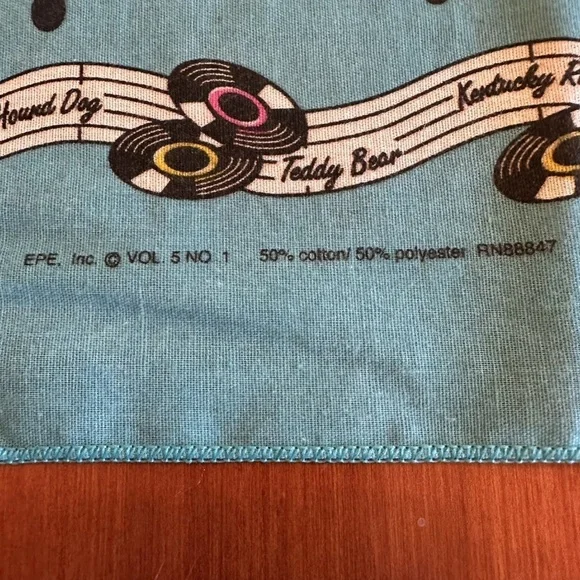 Hound Dog
Teddy Bear
Kentucky
EPE, Inc. © VOL 5 NO 1 50% cotton/ 50% polyester RN88847